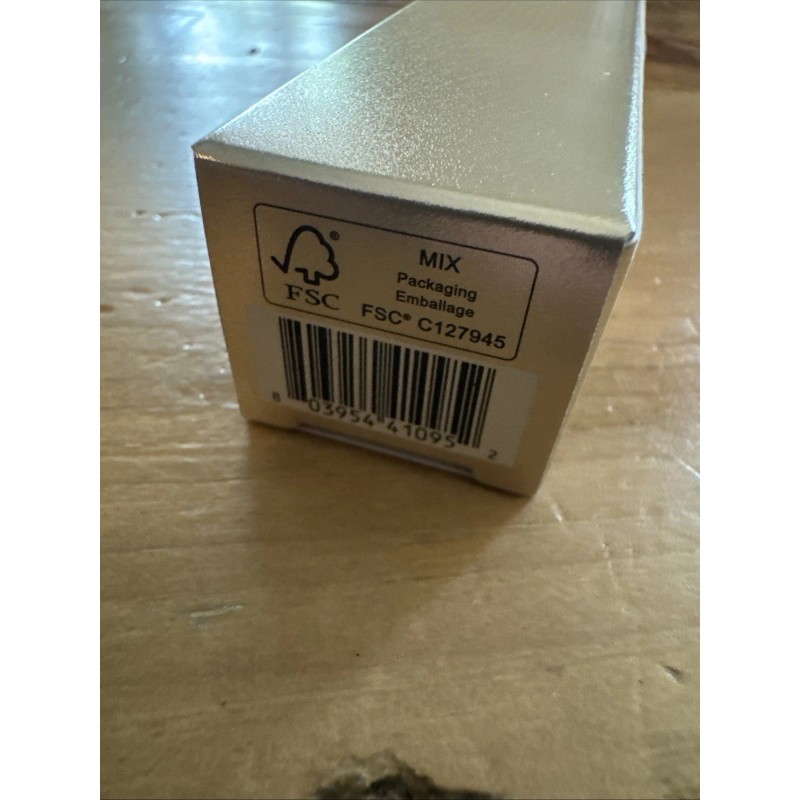 ®
FSC
MIX
Packaging
Emballage
FSC® C127945
8 03954 41095 2